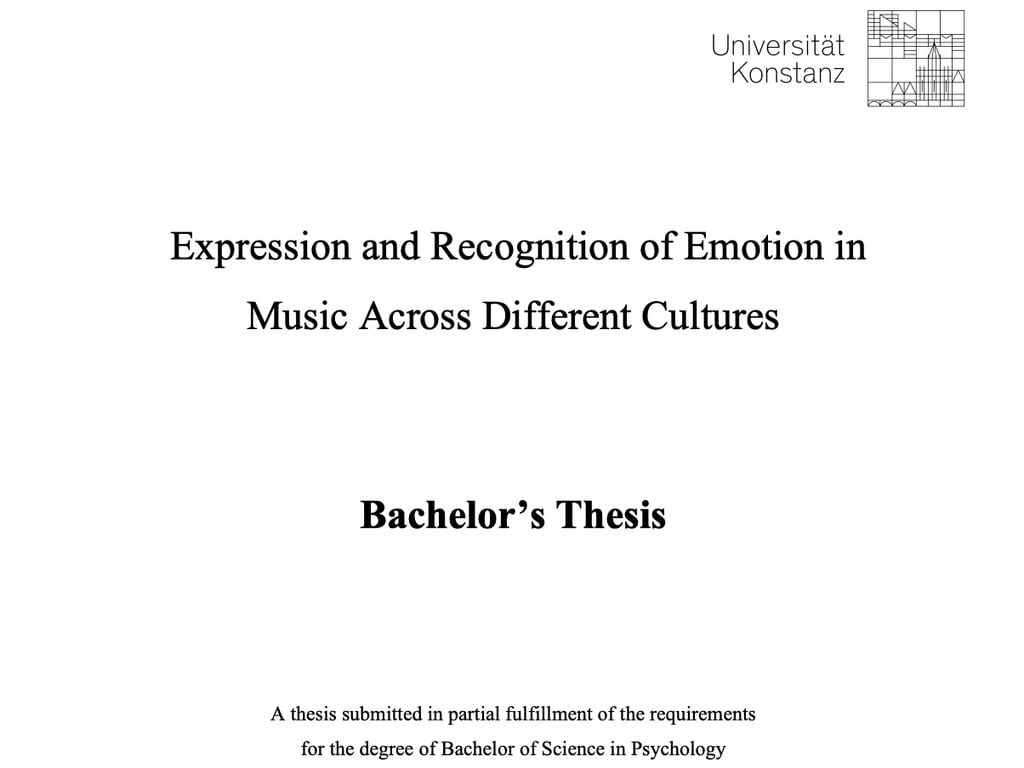 Universität
Konstanz
Expression and Recognition of Emotion in
Music Across Different Cultures
Bachelor’s Thesis
A thesis submitted in partial fulfillment of the requirements
for the degree of Bachelor of Science in Psychology